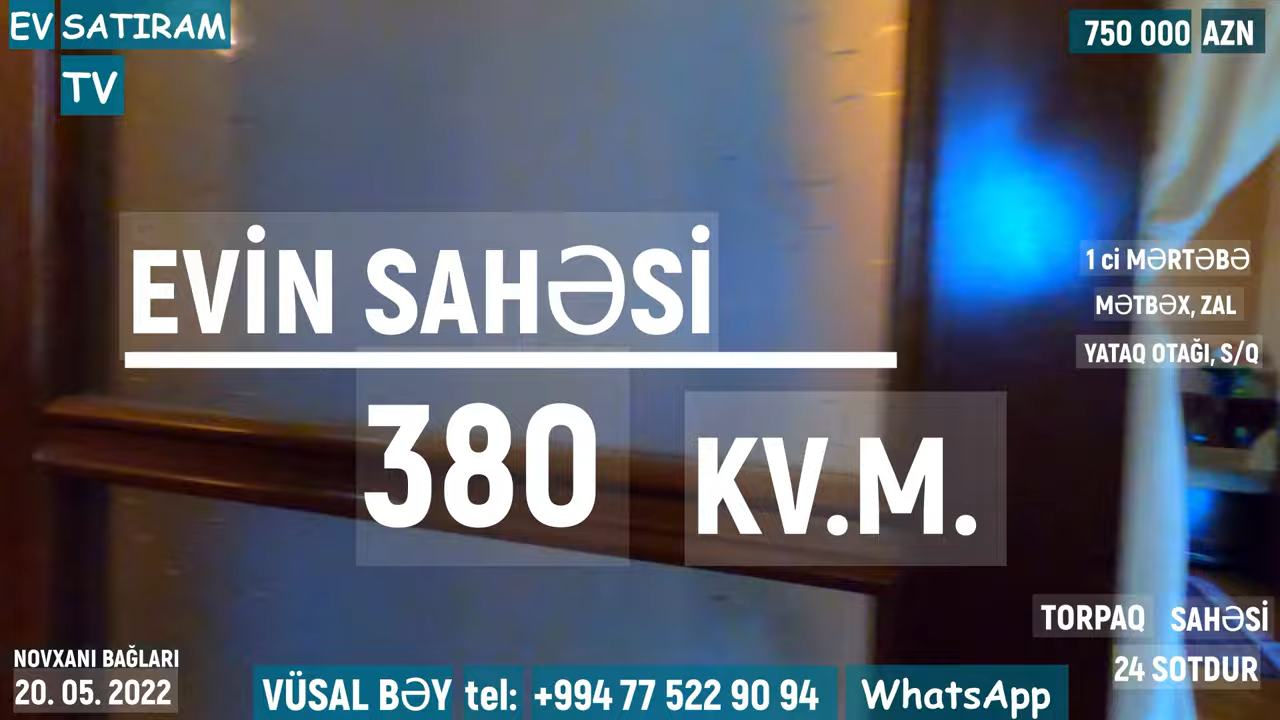 EV SATIRAM
TV
750 000 AZN
EVİN SAHƏSİ
380 KV.M.
1 ci MƏRTƏBƏ
MƏTBƏX, ZAL
YATAQ OTAĞI, S/Q
TORPAQ SAHƏSİ
24 SOTDUR
NOVXANI BAĞLARI
20. 05. 2022
VÜSAL BƏY tel: +994 77 522 90 94 WhatsApp